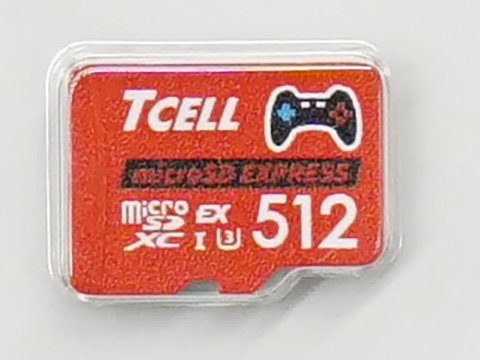 TCELL
microSD EXPRESS
micro SD XC EX I 3 512